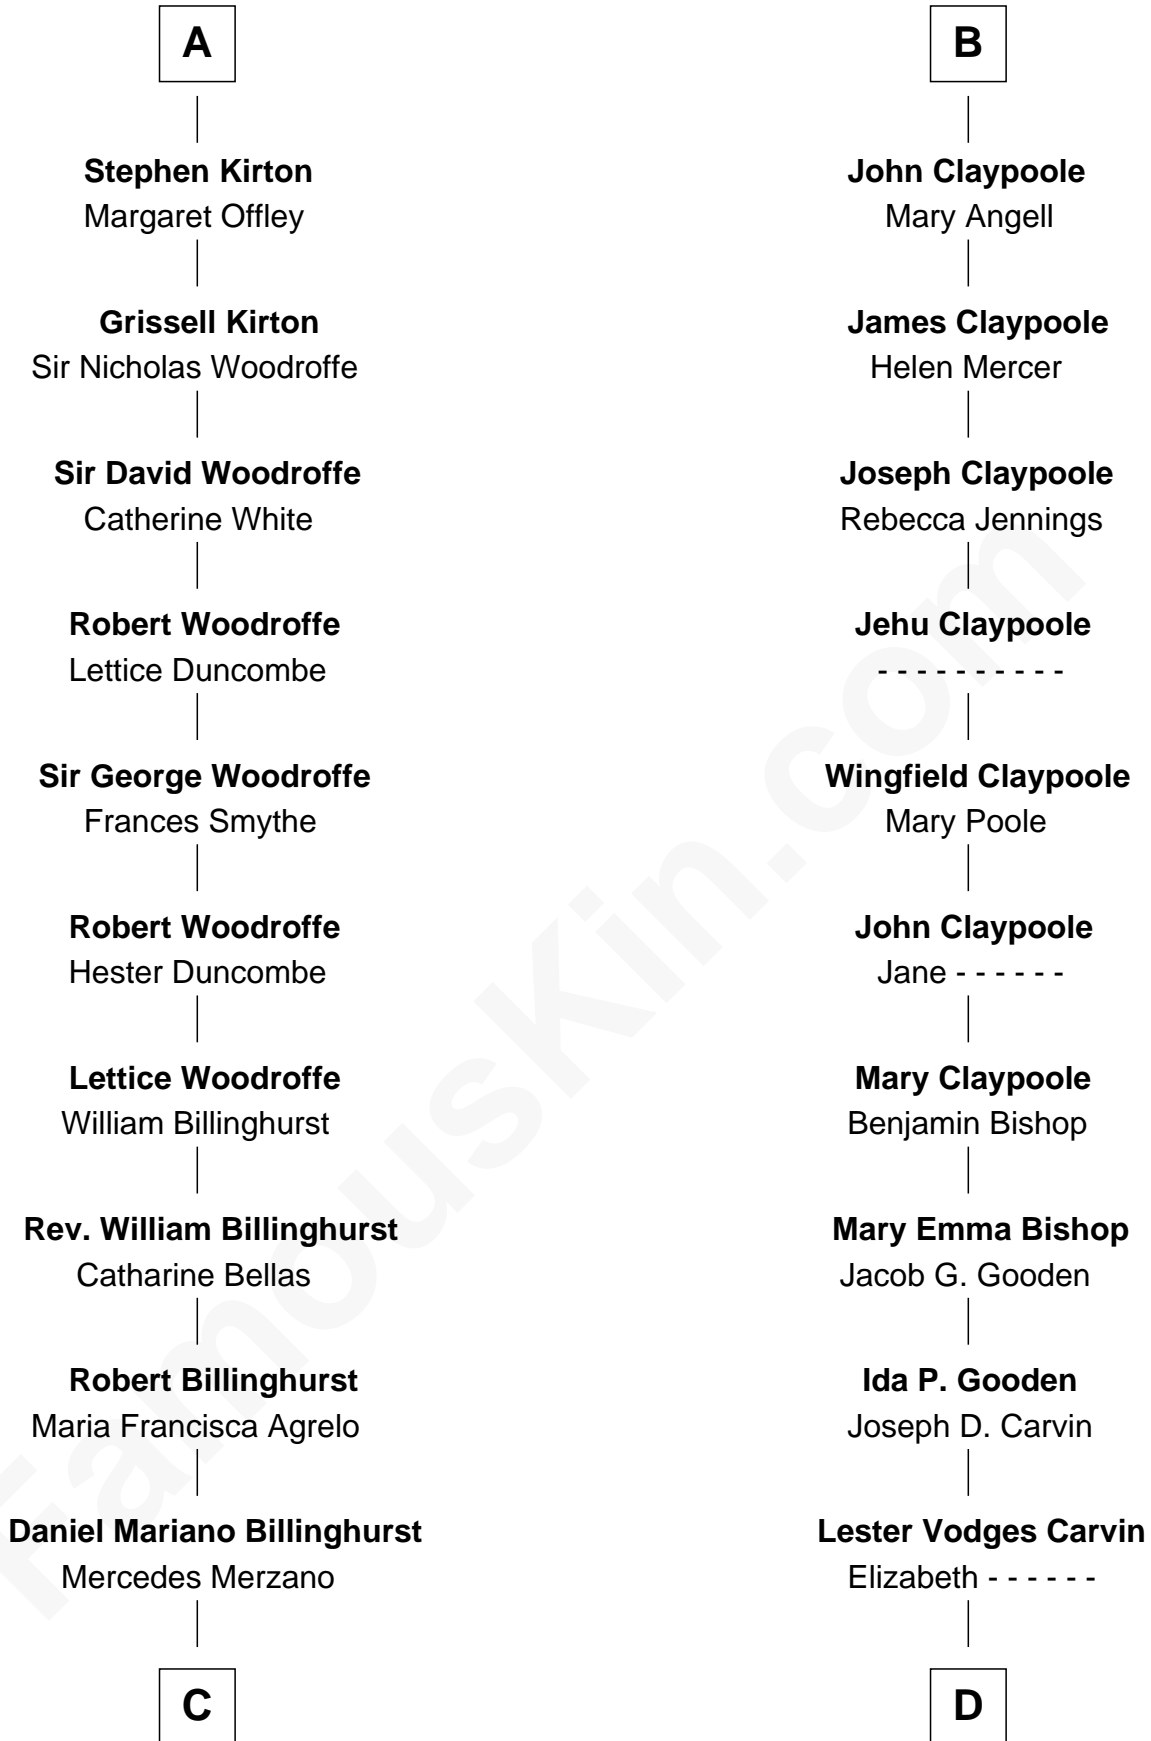 A
Stephen Kirton
Margaret Offley
Grissell Kirton
Sir Nicholas Woodroffe
Sir David Woodroffe
Catherine White
Robert Woodroffe
Lettice Duncombe
Sir George Woodroffe
Frances Smythe
Robert Woodroffe
Hester Duncombe
Lettice Woodroffe
William Billinghurst
Rev. William Billinghurst
Catharine Bellas
Robert Billinghurst
Maria Francisca Agrelo
Daniel Mariano Billinghurst
Mercedes Merzano
C
B
John Claypoole
Mary Angell
James Claypoole
Helen Mercer
Joseph Claypoole
Rebecca Jennings
Jehu Claypoole
- - - - - - - - - -
Wingfield Claypoole
Mary Poole
John Claypoole
Jane - - - - - -
Mary Claypoole
Benjamin Bishop
Mary Emma Bishop
Jacob G. Gooden
Ida P. Gooden
Joseph D. Carvin
Lester Vodges Carvin
Elizabeth - - - - - -
D
FamousKin.com